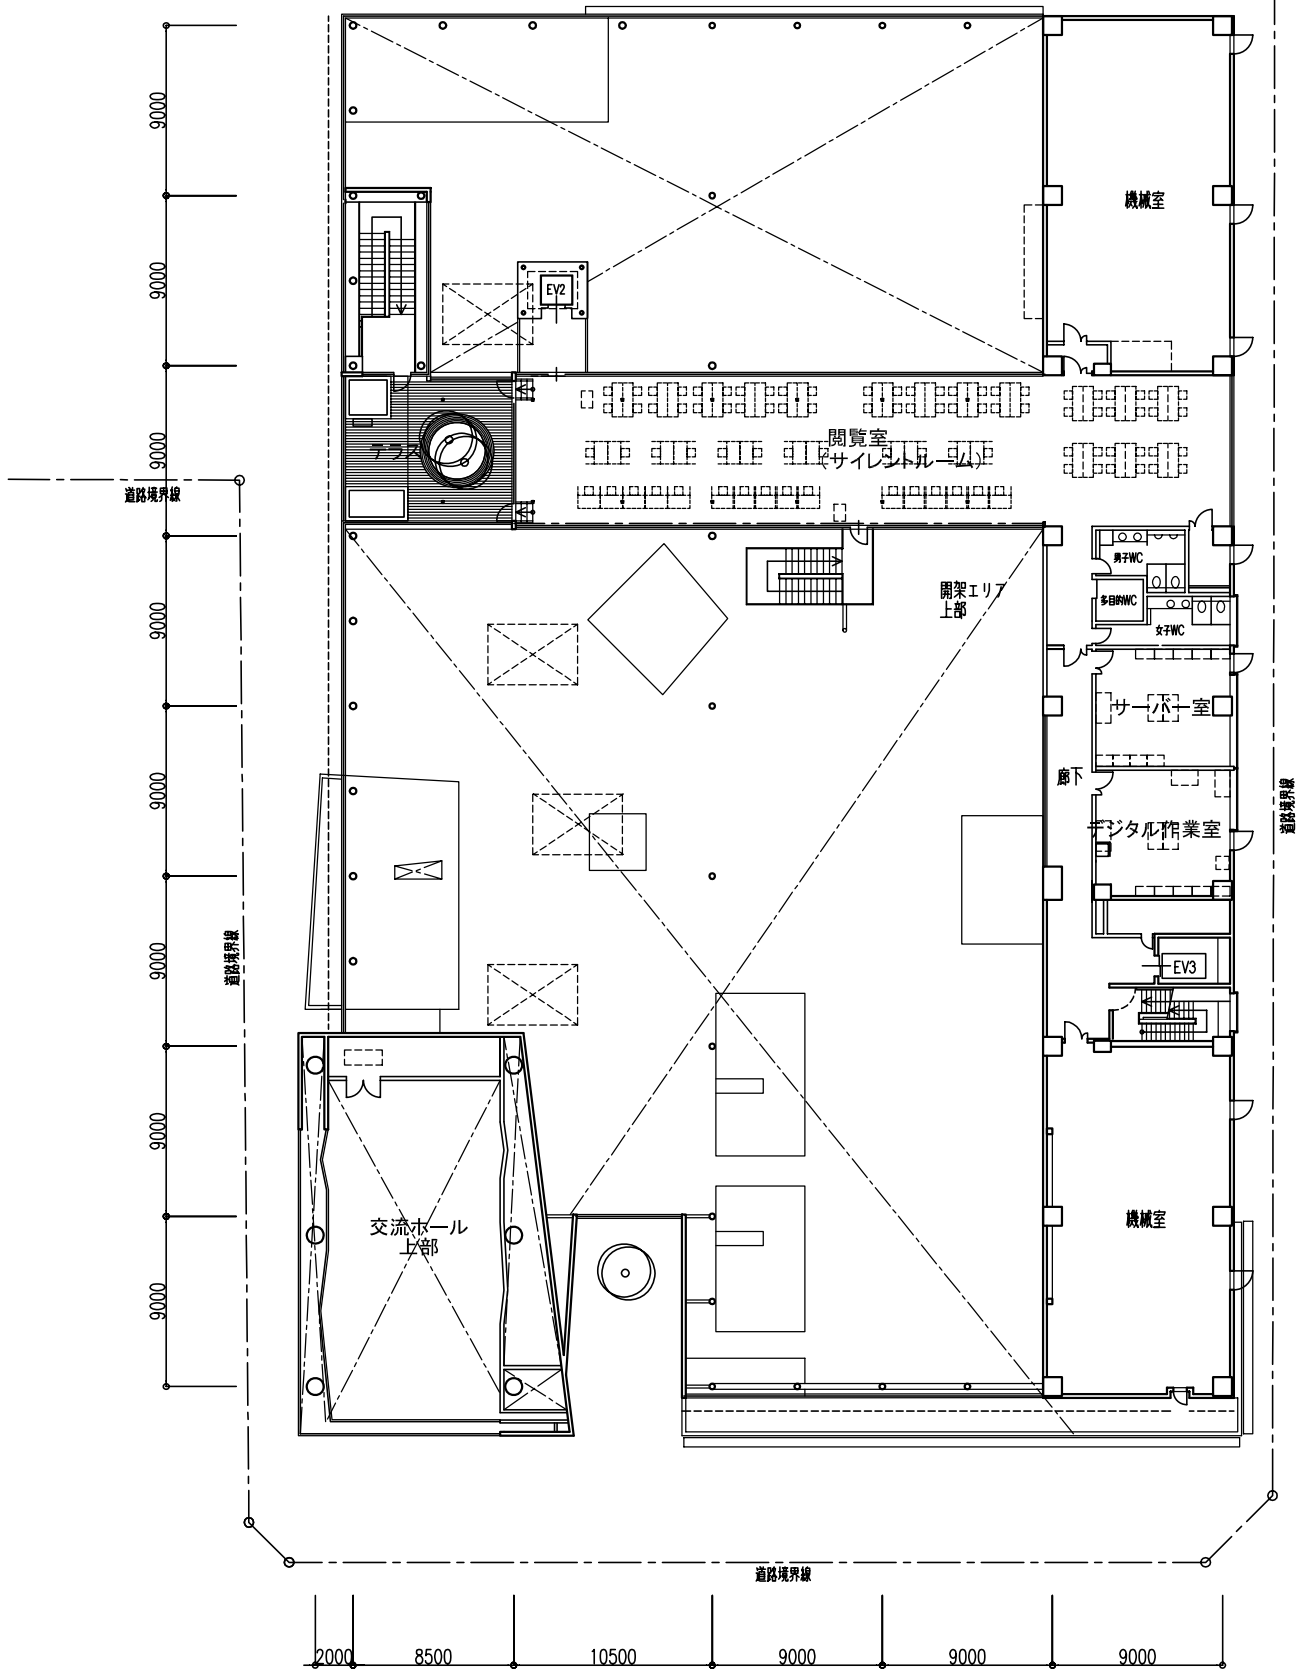 9000
機械室
9000
EV2
9000
テラス
閲覧室
(サイレントルーム)
道路境界線
男子WC
開架エリア
上部
多目的WC
女子WC
9000
サーバー室
廊下
9000
道路境界線
デジタル作業室
道路境界線
9000
EV3
9000
交流ホール
上部
機械室
9000
道路境界線
2000
8500
10500
9000
9000
9000